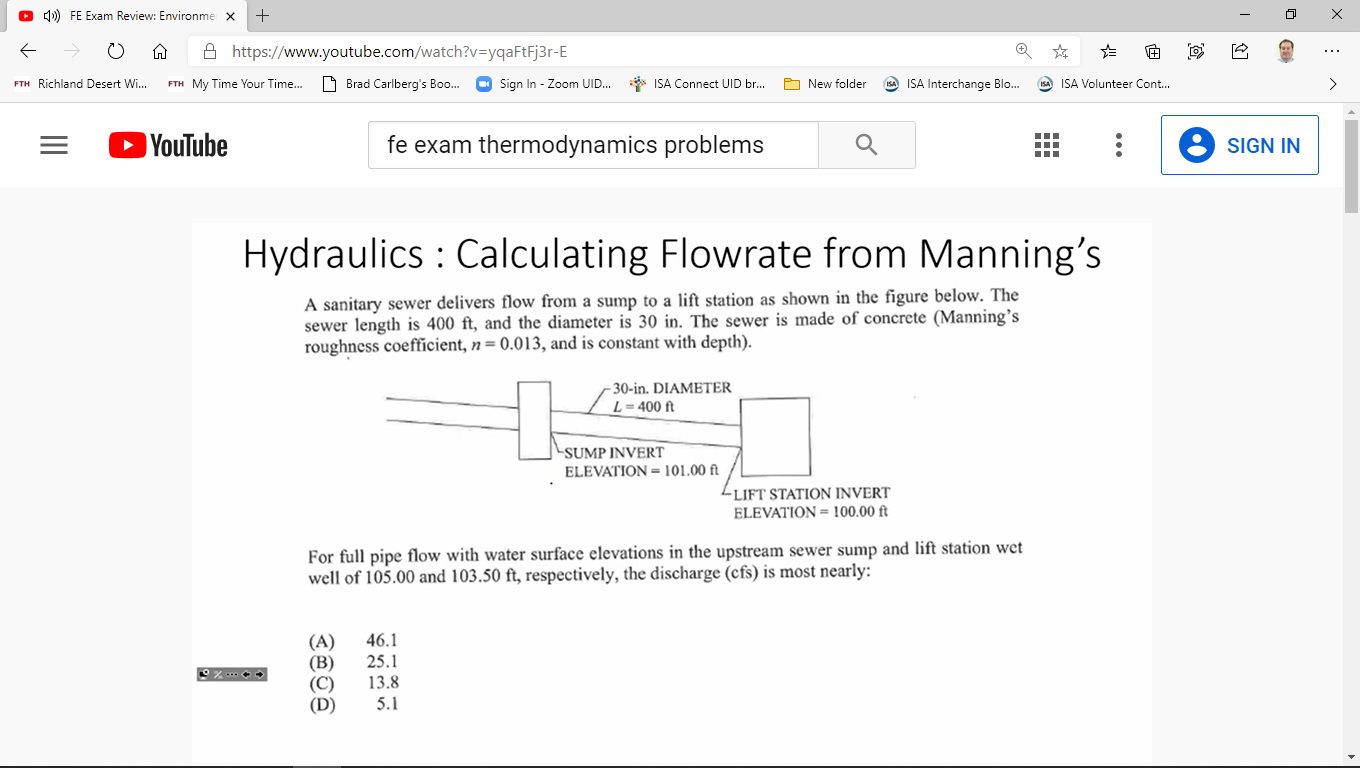 FE Exam Review: Environme
https://www.youtube.com/watch?v=yqaFtFj3r-E
FTH Richland Desert Wi... FTH My Time Your Time... Brad Carlberg's Boo... Sign In - Zoom UID... ISA Connect UID br... New folder ISA ISA Interchange Blo... ISA ISA Volunteer Cont...
YouTube fe exam thermodynamics problems SIGN IN
Hydraulics : Calculating Flowrate from Manning's
A sanitary sewer delivers flow from a sump to a lift station as shown in the figure below. The
sewer length is 400 ft, and the diameter is 30 in. The sewer is made of concrete (Manning's
roughness coefficient, n = 0.013, and is constant with depth).
30-in. DIAMETER
L = 400 ft
SUMP INVERT
ELEVATION = 101.00 ft
LIFT STATION INVERT
ELEVATION = 100.00 ft
For full pipe flow with water surface elevations in the upstream sewer sump and lift station wet
well of 105.00 and 103.50 ft, respectively, the discharge (cfs) is most nearly:
(A) 46.1
(B) 25.1
(C) 13.8
(D) 5.1